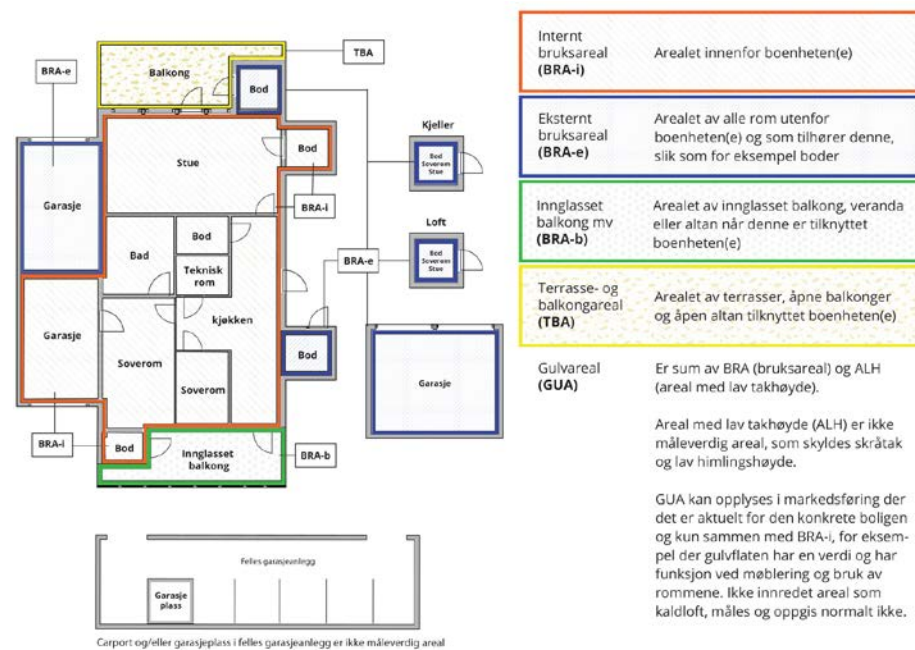 TBA
BRA-e
Balkong
Bod
Kjeller
Bod
Soverom
Stue
Stue
Bod
Garasje
BRA-i
Loft
Bod
Bad
Teknisk
rom
BRA-e
Bod
Soverom
Stue
kjøkken
Garasje
Soverom
Soverom
Bod
Garasje
BRA-i
Bod
Innglasset
balkong
BRA-b
Felles garasjeanlegg
Garasje
plass
Carport og/eller garasjeplass i felles garasjeanlegg er ikke måleverdig areal
Internt
bruksareal
(BRA-i)
Arealet innenfor boenheten(e)
Eksternt
bruksareal
(BRA-e)
Arealet av alle rom utenfor
boenheten(e) og som tilhører denne,
slik som for eksempel boder
Innglasset
balkong mv
(BRA-b)
Arealet av innglasset balkong, veranda
eller altan når denne er tilknyttet
boenheten(e)
Terrasse- og
balkongareal
(TBA)
Arealet av terrasser, åpne balkonger
og åpen altan tilknyttet boenheten(e)
Gulvareal
(GUA)
Er sum av BRA (bruksareal) og ALH
(areal med lav takhøyde).
Areal med lav takhøyde (ALH) er ikke
måleverdig areal, som skyldes skråtak
og lav himlingshøyde.
GUA kan opplyses i markedsføring der
det er aktuelt for den konkrete boligen
og kun sammen med BRA-i, for eksem-
pel der gulvflaten har en verdi og har
funksjon ved møblering og bruk av
rommene. Ikke innredet areal som
kaldloft, måles og oppgis normalt ikke.